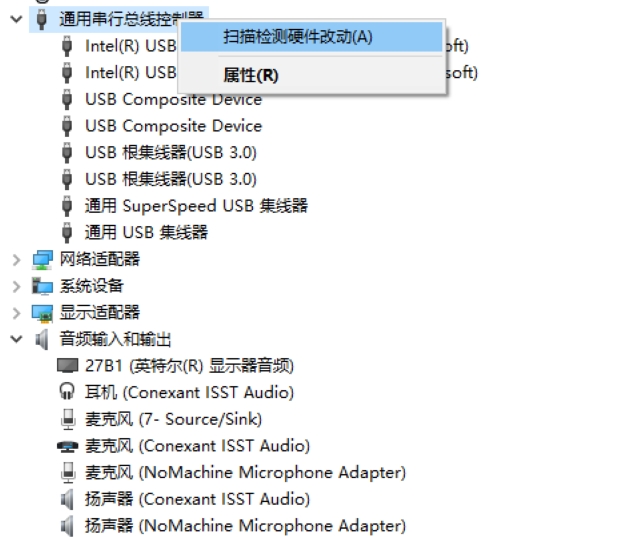 通用串行总线控制器
扫描检测硬件改动(A)
Intel(R) USB
oft)
Intel(R) USB
soft)
属性(R)
USB Composite Device
USB Composite Device
USB 根集线器(USB 3.0)
USB 根集线器(USB 3.0)
通用 SuperSpeed USB 集线器
通用 USB 集线器
网络适配器
系统设备
显示适配器
音频输入和输出
27B1 (英特尔(R) 显示器音频)
耳机 (Conexant ISST Audio)
麦克风 (7- Source/Sink)
麦克风 (Conexant ISST Audio)
麦克风 (NoMachine Microphone Adapter)
扬声器 (Conexant ISST Audio)
扬声器 (NoMachine Microphone Adapter)